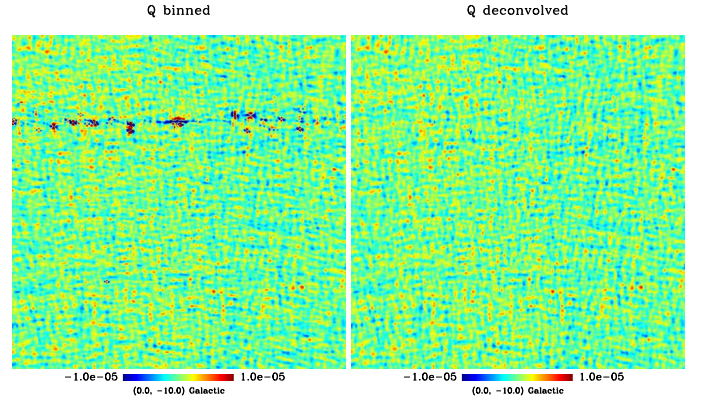 Q binned
Q deconvolved
−1.0e−05 1.0e−05
(0.0, −10.0) Galactic
−1.0e−05 1.0e−05
(0.0, −10.0) Galactic